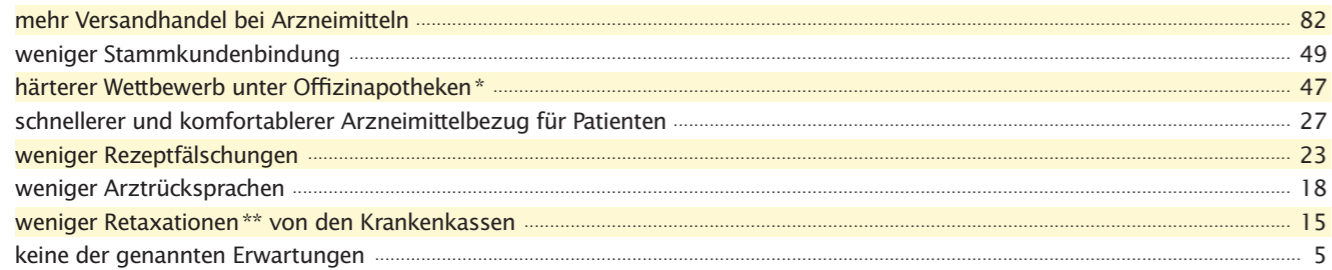 mehr Versandhandel bei Arzneimitteln 82
weniger Stammkundenbindung 49
härterer Wettbewerb unter Offizinapotheken* 47
schnellerer und komfortablerer Arzneimittelbezug für Patienten 27
weniger Rezeptfälschungen 23
weniger Arztrücksprachen 18
weniger Retaxationen** von den Krankenkassen 15
keine der genannten Erwartungen 5